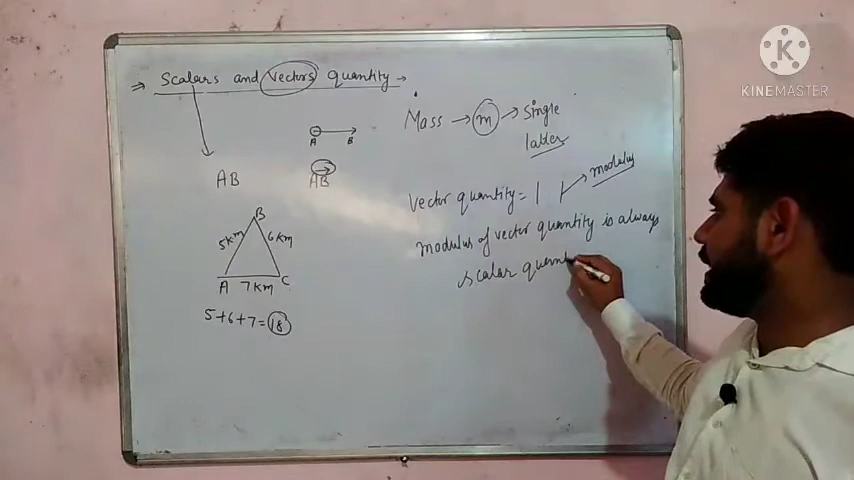 ⇒ Scalars and Vectors quantity →
A B
AB
AB
B
5km
6km
A 7km C
5+6+7=18
Mass → m → Single
latter
Vector quantity = | | → modulus
modulus of vector quantity is always
scalar quant
K
KINEMASTER